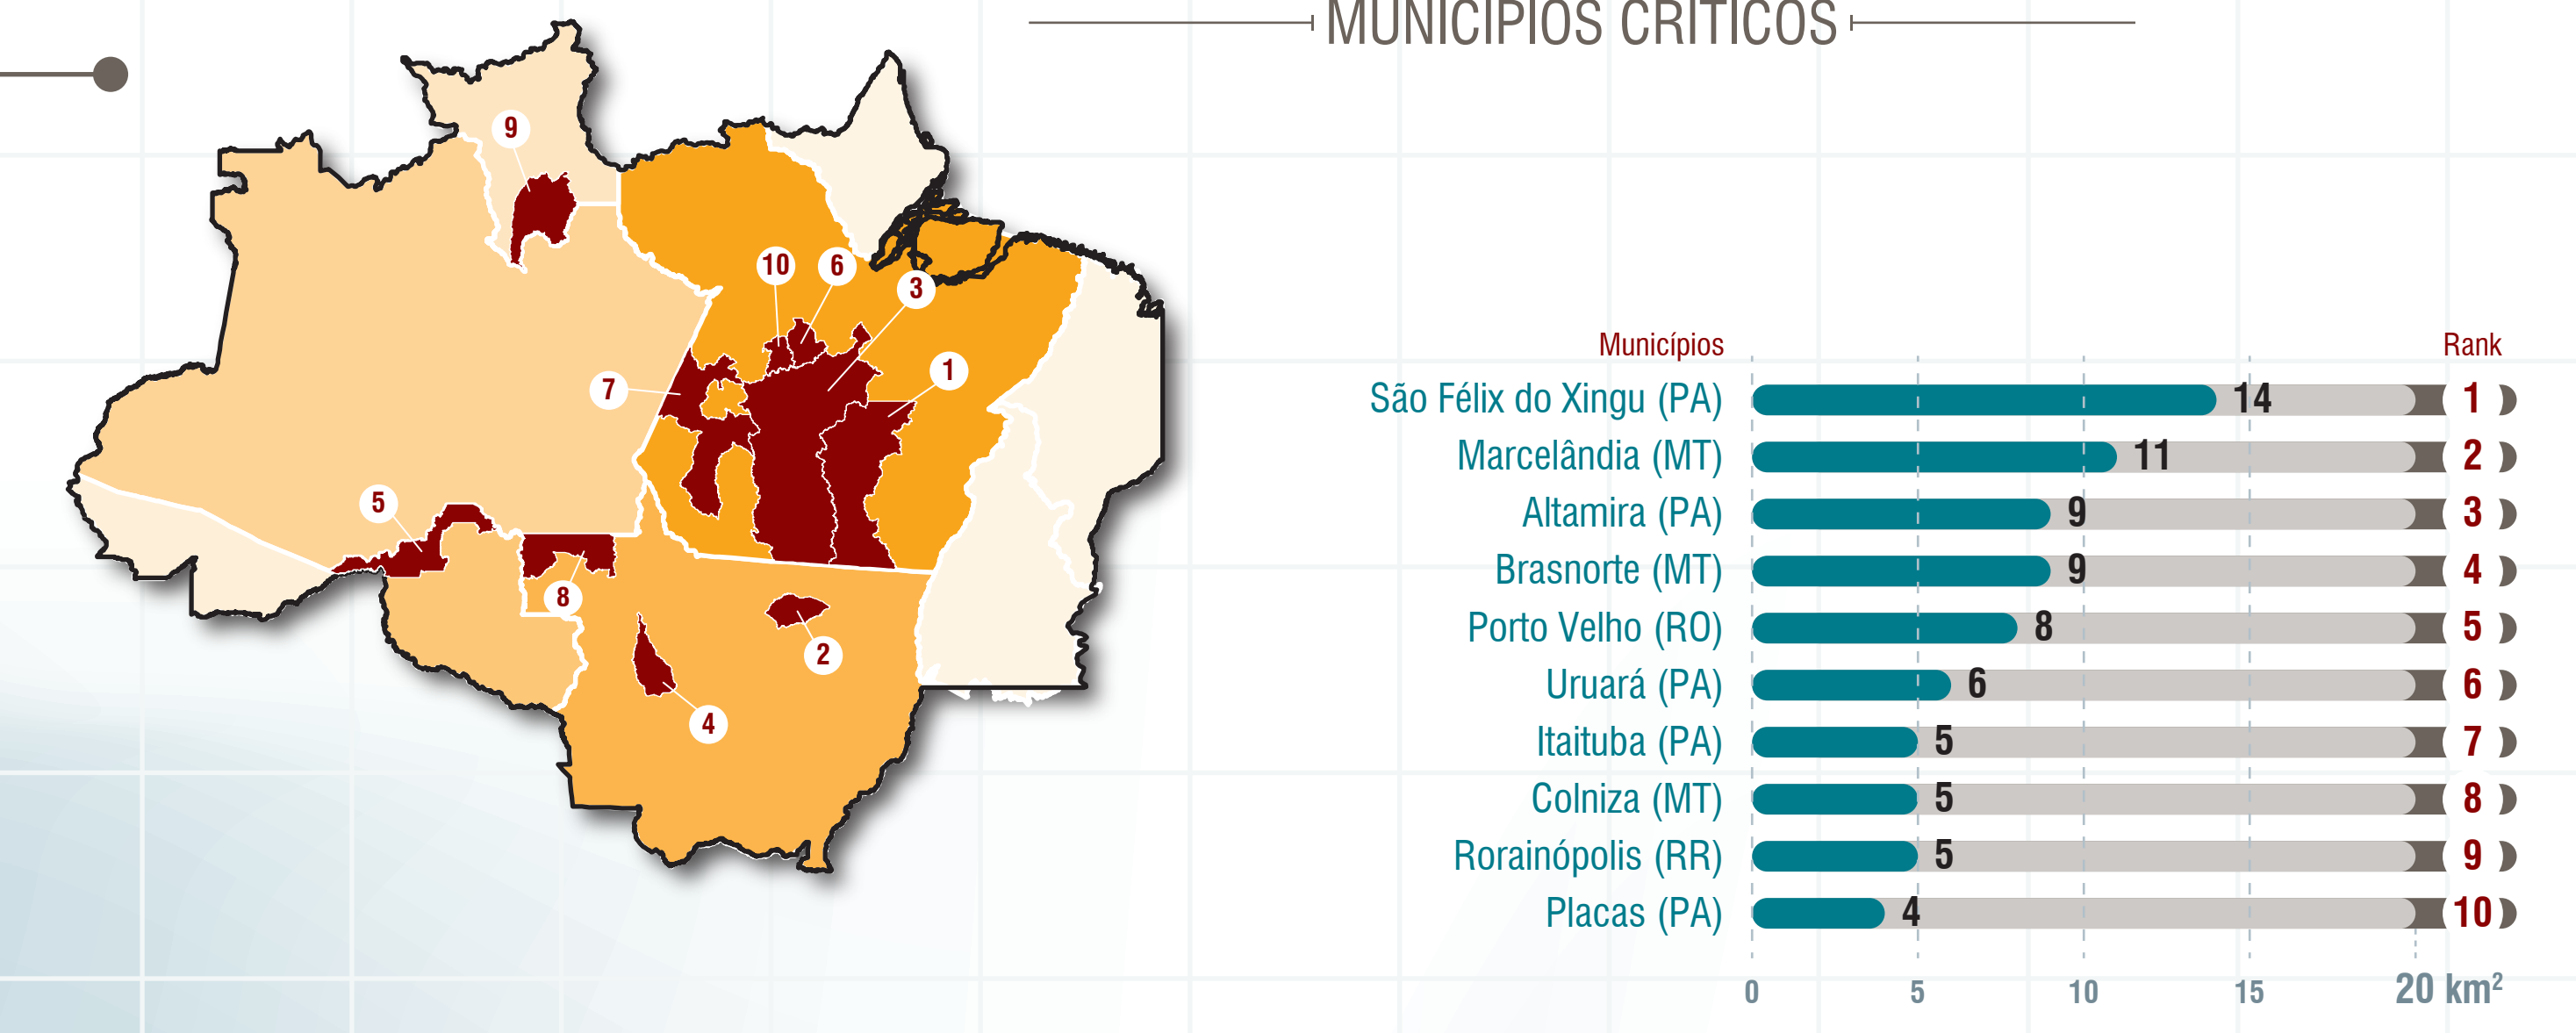 MUNICÍPIOS CRÍTICOS
9
10
6
3
1
7
5
8
2
4
Municípios Rank
São Félix do Xingu (PA) 14 1
Marcelândia (MT) 11 2
Altamira (PA) 9 3
Brasnorte (MT) 9 4
Porto Velho (RO) 8 5
Uruará (PA) 6 6
Itaituba (PA) 5 7
Colniza (MT) 5 8
Rorainópolis (RR) 5 9
Placas (PA) 4 10
0 5 10 15 20 km²